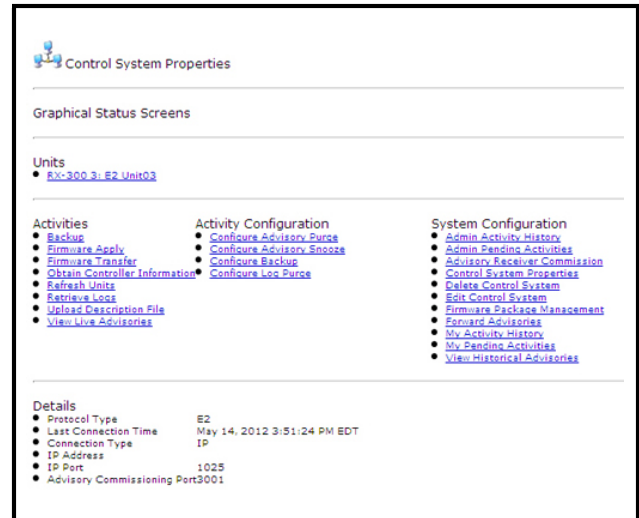 Control System Properties
Graphical Status Screens
Units
RX-300 3: E2 Unit03
Activities
Backup
Firmware Apply
Firmware Transfer
Obtain Controller Information
Refresh Units
Retrieve Logs
Upload Description File
View Live Advisories
Activity Configuration
Configure Advisory Purge
Configure Advisory Snooze
Configure Backup
Configure Log Purge
System Configuration
Admin Activity History
Admin Pending Activities
Advisory Receiver Commission
Control System Properties
Delete Control System
Edit Control System
Firmware Package Management
Forward Advisories
My Activity History
My Pending Activities
View Historical Advisories
Details
Protocol Type E2
Last Connection Time May 14, 2012 3:51:24 PM EDT
Connection Type IP
IP Address
IP Port 1025
Advisory Commissioning Port3001